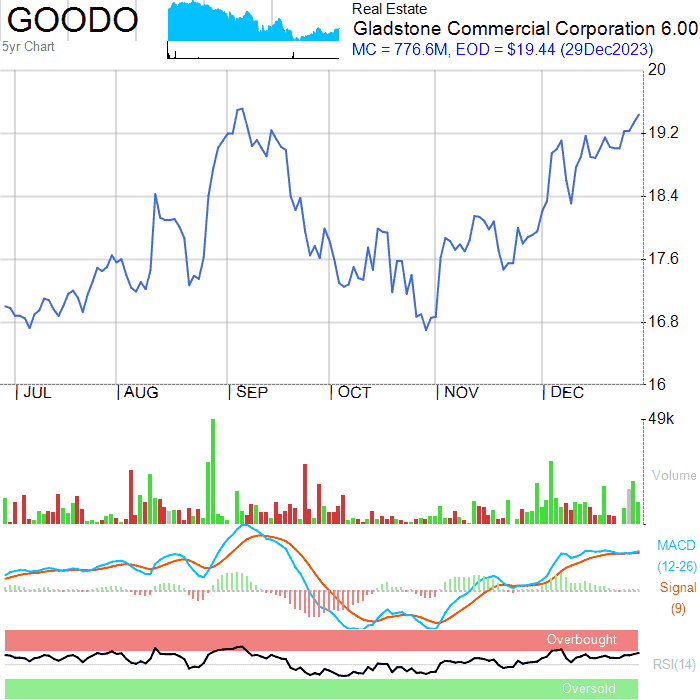 GOODO
5yr Chart
Real Estate
Gladstone Commercial Corporation 6.00
MC = 776.6M, EOD = $19.44 (29Dec2023)
20
19.2
18.4
17.6
16.8
16
JUL AUG SEP OCT NOV DEC
49k
Volume
MACD
(12-26)
Signal
(9)
Overbought
RSI(14)
Oversold